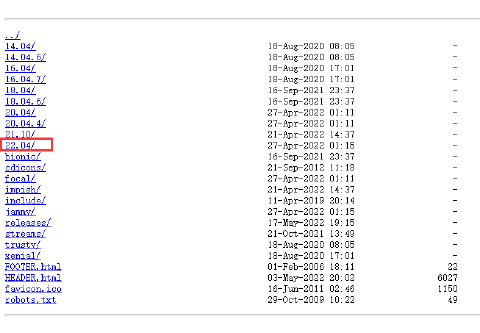 ../
14.04/ 18-Aug-2020 08:05 -
14.04.6/ 18-Aug-2020 08:05 -
16.04/ 18-Aug-2020 17:01 -
16.04.7/ 18-Aug-2020 17:01 -
18.04/ 16-Sep-2021 23:37 -
18.04.6/ 16-Sep-2021 23:37 -
20.04/ 27-Apr-2022 01:11 -
20.04.4/ 27-Apr-2022 01:11 -
21.10/ 21-Apr-2022 14:37 -
22.04/ 27-Apr-2022 01:15 -
bionic/ 16-Sep-2021 23:37 -
cdicons/ 21-Sep-2012 11:18 -
focal/ 27-Apr-2022 01:11 -
impish/ 21-Apr-2022 14:37 -
include/ 11-Apr-2019 20:14 -
jammy/ 27-Apr-2022 01:15 -
releases/ 17-May-2022 19:15 -
streams/ 21-Oct-2021 13:49 -
trusty/ 18-Aug-2020 08:05 -
xenial/ 18-Aug-2020 17:01 -
FOOTER.html 01-Feb-2006 18:11 22
HEADER.html 03-May-2022 20:02 6027
favicon.ico 16-Jun-2011 02:46 1150
robots.txt 29-Oct-2009 10:22 49